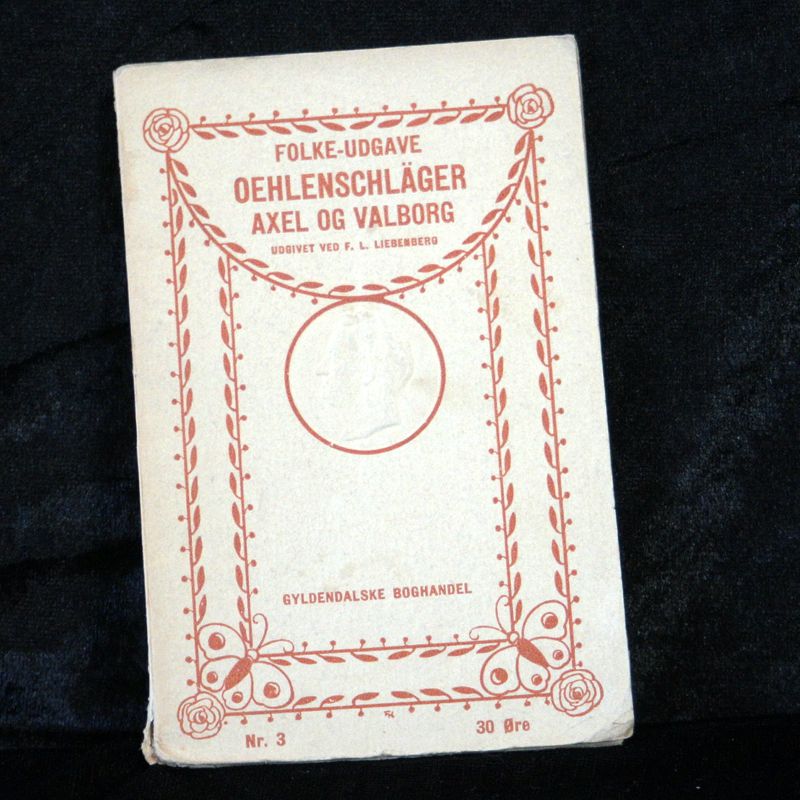 FOLKE-UDGAVE
OEHLENSCHLÄGER
AXEL OG VALBORG
UDGIVET VED F. L. LIEBENBERG
GYLDENDALSKE BOGHANDEL
Nr. 3
30 Øre